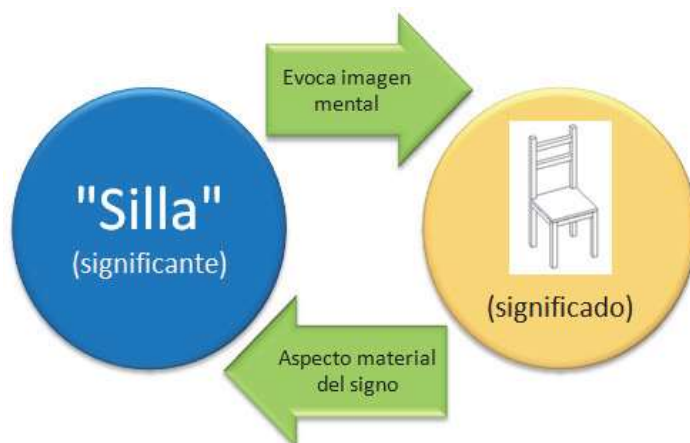 Evoca imagen
mental
"Silla"
(significante)
(significado)
Aspecto material
del signo